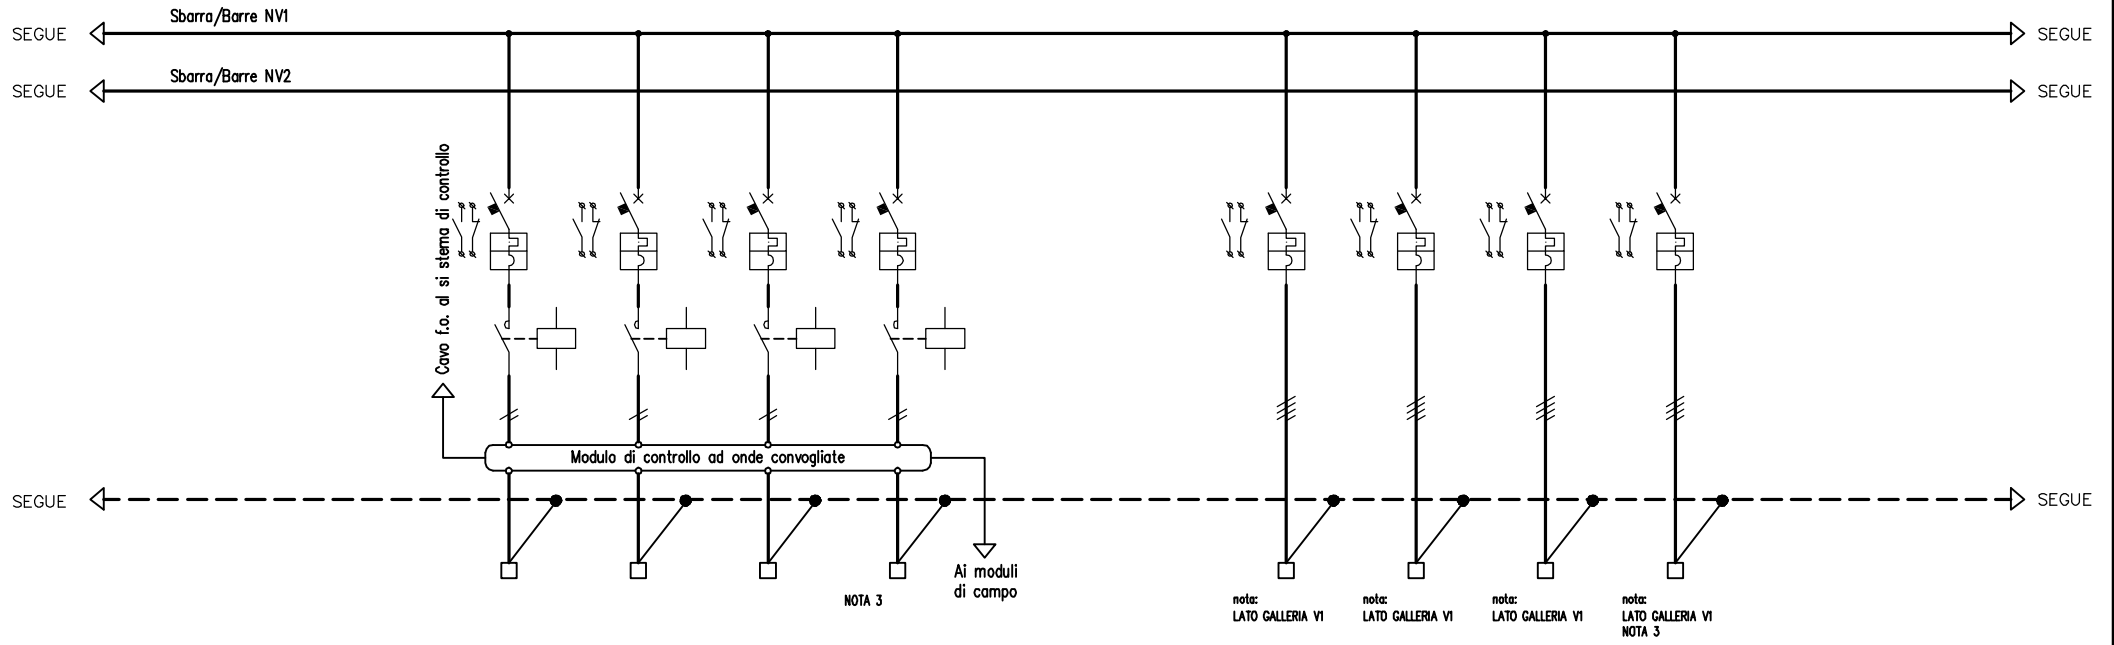 Sbarra/Barre NV1
SEGUE
SEGUE
Sbarra/Barre NV2
SEGUE
SEGUE
Cavo f.o. al si stema di controllo
Modulo di controllo ad onde convogliate
SEGUE
SEGUE
Ai moduli
di campo
NOTA 3
nota:
LATO GALLERIA V1
nota:
LATO GALLERIA V1
nota:
LATO GALLERIA V1
nota:
LATO GALLERIA V1
NOTA 3